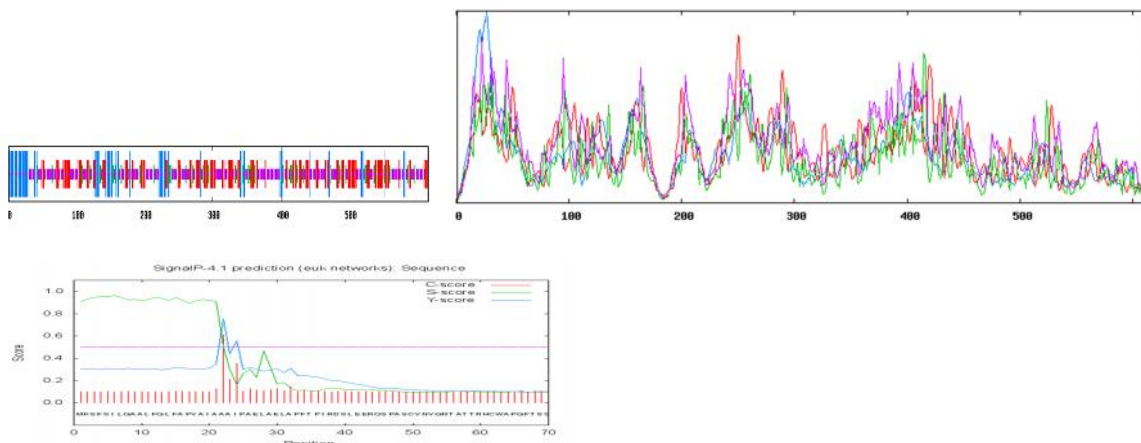 0 100 200 300 400 500
0 100 200 300 400 500
SignalP-4.1 prediction (euk networks): Sequence
C-score
S-score
Y-score
1.0
0.8
0.6
0.4
0.2
0.0
Score
0 10 20 30 40 50 60 70
Position